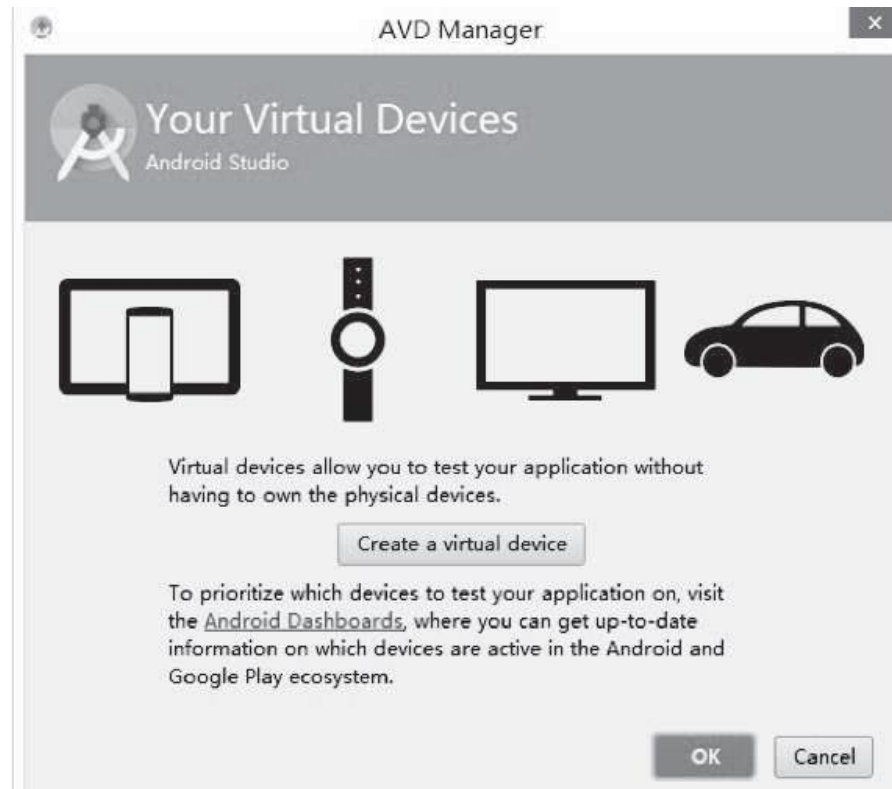 AVD Manager
Your Virtual Devices
Android Studio
Virtual devices allow you to test your application without
having to own the physical devices.
Create a virtual device
To prioritize which devices to test your application on, visit
the Android Dashboards, where you can get up-to-date
information on which devices are active in the Android and
Google Play ecosystem.
OK
Cancel